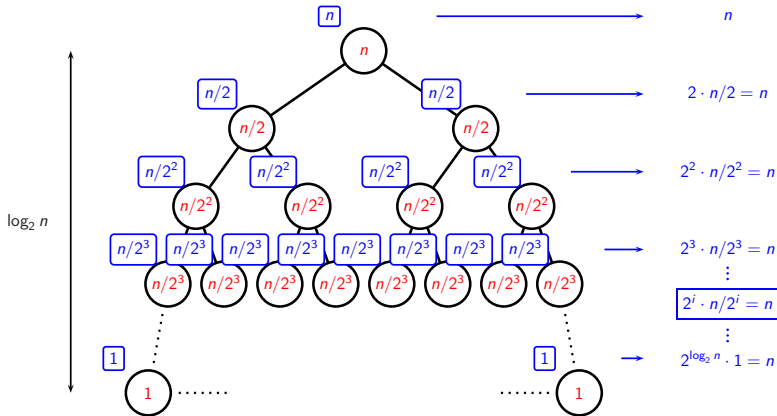 n n
n
n/2 n/2 2 · n/2 = n
n/2 n/2
n/2² n/2² n/2² n/2² 2² · n/2² = n
n/2² n/2² n/2² n/2²
log₂ n
n/2³ n/2³ n/2³ n/2³ n/2³ n/2³ n/2³ n/2³ 2³ · n/2³ = n
n/2³ n/2³ n/2³ n/2³ n/2³ n/2³ n/2³ n/2³
⋮
2ⁱ · n/2ⁱ = n
⋮
1 1 2^{log₂ n} · 1 = n
1 1